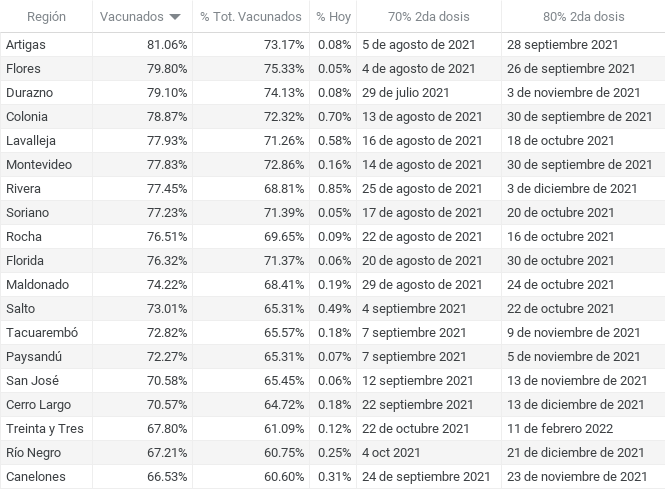 Región Vacunados % Tot. Vacunados % Hoy 70% 2da dosis 80% 2da dosis
Artigas 81.06% 73.17% 0.08% 5 de agosto de 2021 28 septiembre 2021
Flores 79.80% 75.33% 0.05% 4 de agosto de 2021 26 de septiembre 2021
Durazno 79.10% 74.13% 0.08% 29 de julio 2021 3 de noviembre de 2021
Colonia 78.87% 72.32% 0.70% 13 de agosto de 2021 30 de septiembre de 2021
Lavalleja 77.93% 71.26% 0.58% 16 de agosto de 2021 18 de octubre 2021
Montevideo 77.83% 72.86% 0.16% 14 de agosto de 2021 30 de septiembre de 2021
Rivera 77.45% 68.81% 0.85% 25 de agosto de 2021 3 de diciembre de 2021
Soriano 77.23% 71.39% 0.05% 17 de agosto de 2021 20 de octubre 2021
Rocha 76.51% 69.65% 0.09% 22 de agosto de 2021 16 de octubre 2021
Florida 76.32% 71.37% 0.06% 20 de agosto de 2021 30 de octubre 2021
Maldonado 74.22% 68.41% 0.19% 29 de agosto de 2021 24 de octubre 2021
Salto 73.01% 65.31% 0.49% 4 septiembre 2021 22 de octubre 2021
Tacuarembó 72.82% 65.57% 0.18% 7 septiembre 2021 9 de noviembre de 2021
Paysandú 72.27% 65.31% 0.07% 7 septiembre 2021 5 de noviembre de 2021
San José 70.58% 65.45% 0.06% 12 septiembre 2021 13 de noviembre de 2021
Cerro Largo 70.57% 64.72% 0.18% 22 septiembre 2021 13 de diciembre de 2021
Treinta y Tres 67.80% 61.09% 0.12% 22 de octubre 2021 11 de febrero 2022
Río Negro 67.21% 60.75% 0.25% 4 oct 2021 21 de diciembre de 2021
Canelones 66.53% 60.60% 0.31% 24 de septiembre 2021 23 de noviembre de 2021